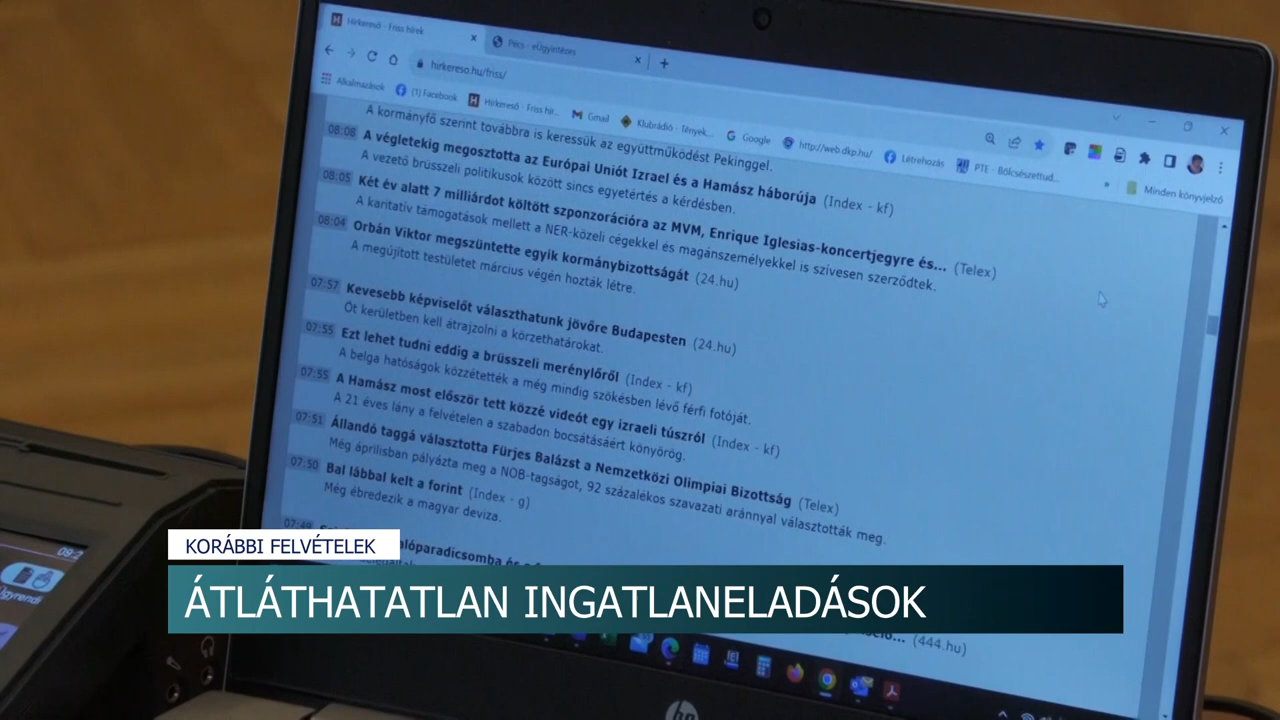 Hírkereső - Friss hírek
Pécs - eÜgyintézés
hirkereso.hu/friss/
Alkalmazások (1) Facebook Hírkereső - Friss hír... Gmail Klubrádió - Tények... Google http://web.dkp.hu/ Létrehozás PTE - Bölcsészettud... » Minden könyvjelző
A kormányfő szerint továbbra is keressük az együttműködést Pekinggel.
08:08 A végletekig megosztotta az Európai Uniót Izrael és a Hamász háborúja (Index - kf)
A vezető brüsszeli politikusok között sincs egyetértés a kérdésben.
08:05 Két év alatt 7 milliárdot költött szponzorációra az MVM, Enrique Iglesias-koncertjegyre és... (Telex)
A karitatív támogatások mellett a NER-közeli cégekkel és magánszemélyekkel is szívesen szerződtek.
08:04 Orbán Viktor megszüntette egyik kormánybizottságát (24.hu)
A megújított testületet március végén hozták létre.
07:57 Kevesebb képviselőt választhatunk jövőre Budapesten (24.hu)
Öt kerületben kell átrajzolni a körzethatárokat.
07:55 Ezt lehet tudni eddig a brüsszeli merénylőről (Index - kf)
A belga hatóságok közzétették a még mindig szökésben lévő férfi fotóját.
07:55 A Hamász most először tett közzé videót egy izraeli túszról (Index - kf)
A 21 éves lány a felvételen a szabadon bocsátásáért könyörög.
07:51 Állandó taggá választotta Fürjes Balázst a Nemzetközi Olimpiai Bizottság (Telex)
Még áprilisban pályázta meg a NOB-tagságot, 92 százalékos szavazati aránnyal választották meg.
07:50 Bal lábbal kelt a forint (Index - g)
Még ébredezik a magyar deviza.
07:49
(444.hu)
KORÁBBI FELVÉTELEK
ÁTLÁTHATATLAN INGATLANELADÁSOK
hp